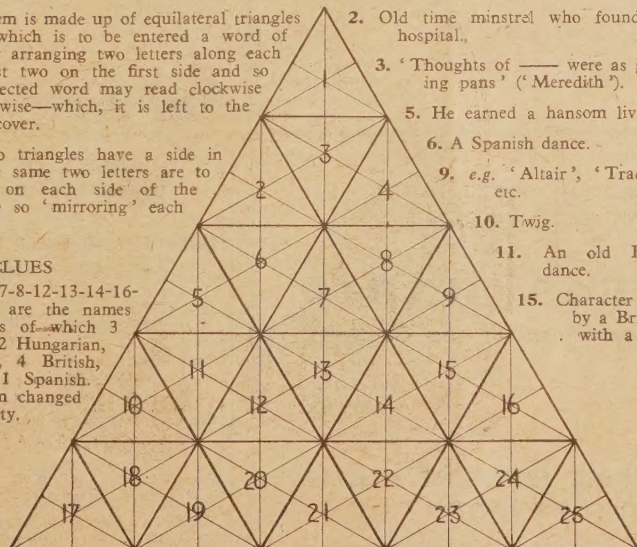 em is made up of equilateral triangles
which is to be entered a word of
arranging two letters along each
st two on the first side and so
ected word may read clockwise
wise—which, it is left to the
cover.
o triangles have a side in
same two letters are to
on each side of the
so 'mirroring' each
CLUES
7-8-12-13-14-16-
are the names
s of which 3
2 Hungarian,
, 4 British,
1 Spanish.
n changed
ty.
2. Old time minstrel who found
hospital.
3. 'Thoughts of —— were as
ing pans' ('Meredith').
5. He earned a hansom liv
6. A Spanish dance.
9. e.g. 'Altair', 'Tra
etc.
10. Twig.
11. An old
dance.
15. Character
by a Br
with a
1
2 3 4
5 6 7 8 9
10 11 12 13 14 15 16
17 18 19 20 21 22 23 24 25